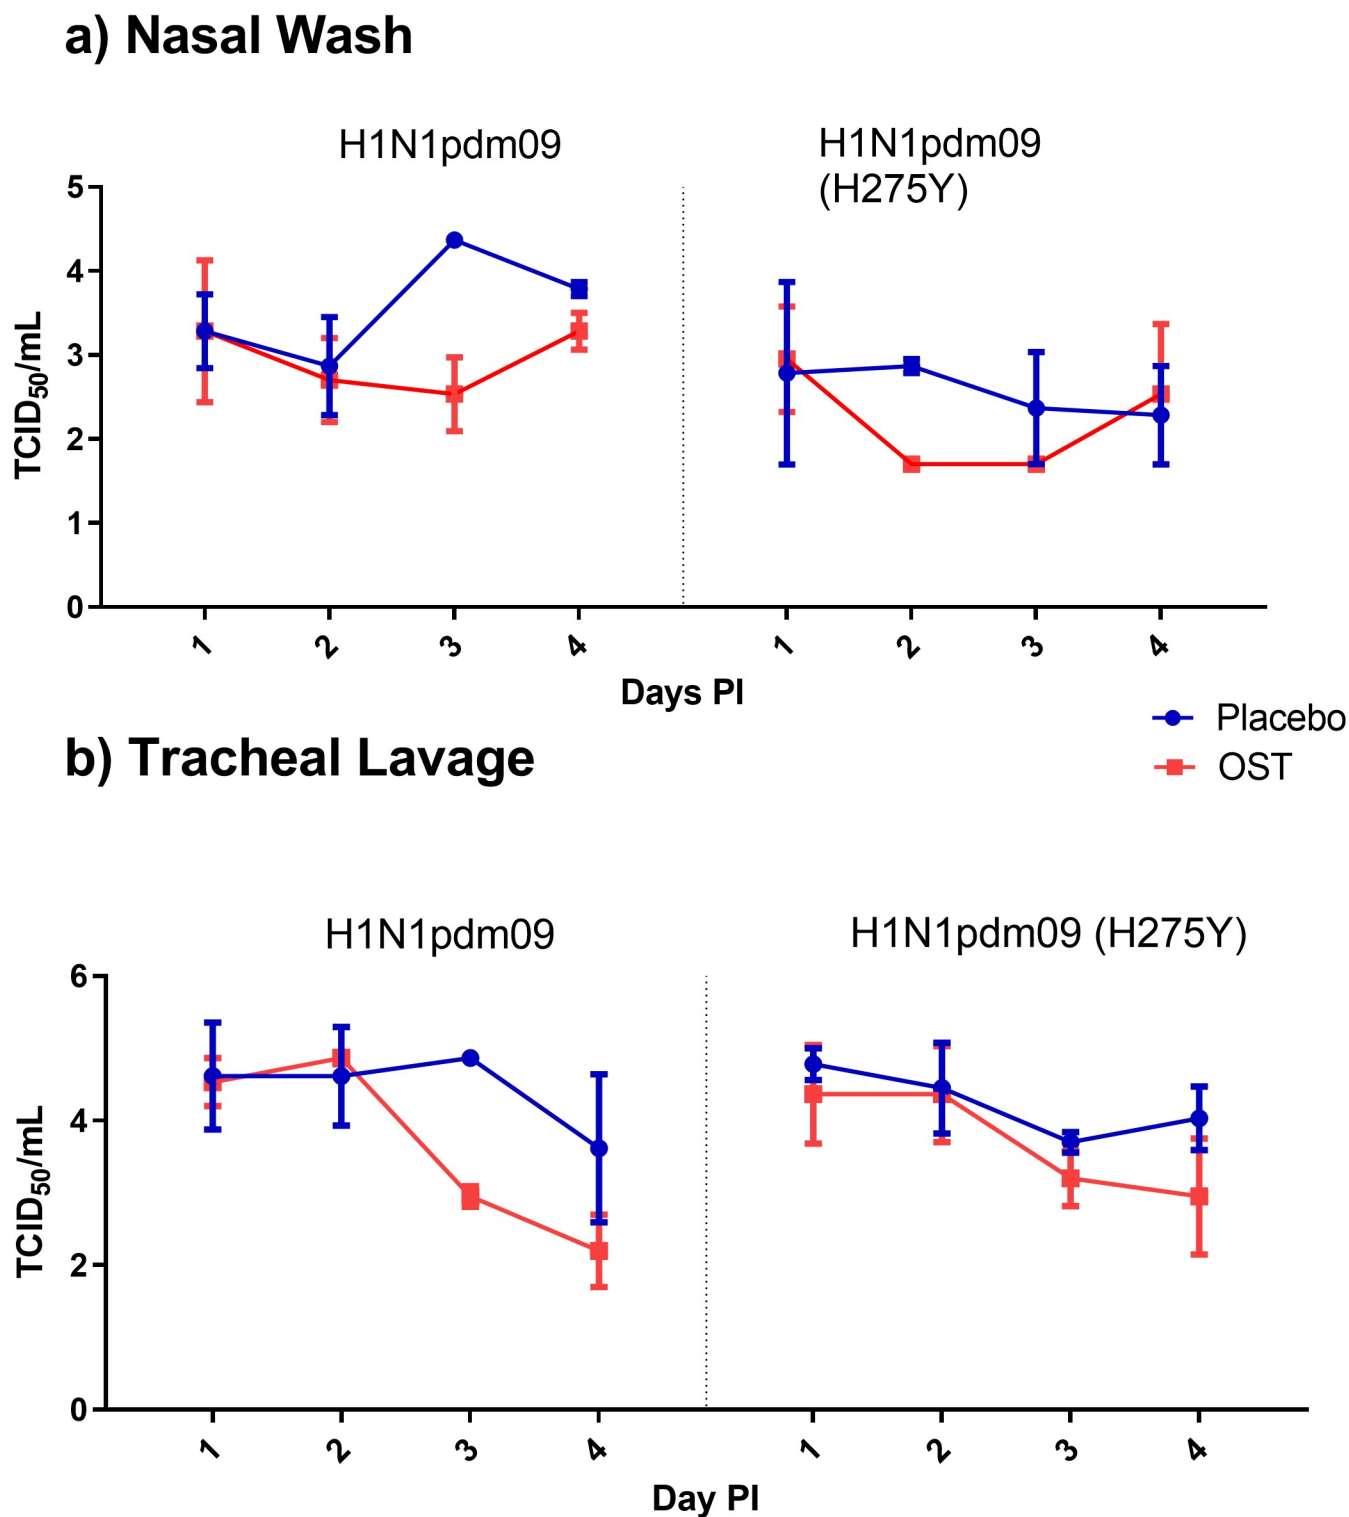 a) Nasal Wash
H1N1pdm09
H1N1pdm09
(H275Y)
TCID50/mL
5
4
3
2
1
0
1 2 3 4 1 2 3 4
Days PI
Placebo
OST
b) Tracheal Lavage
H1N1pdm09
H1N1pdm09 (H275Y)
TCID50/mL
6
4
2
0
1 2 3 4 1 2 3 4
Day PI